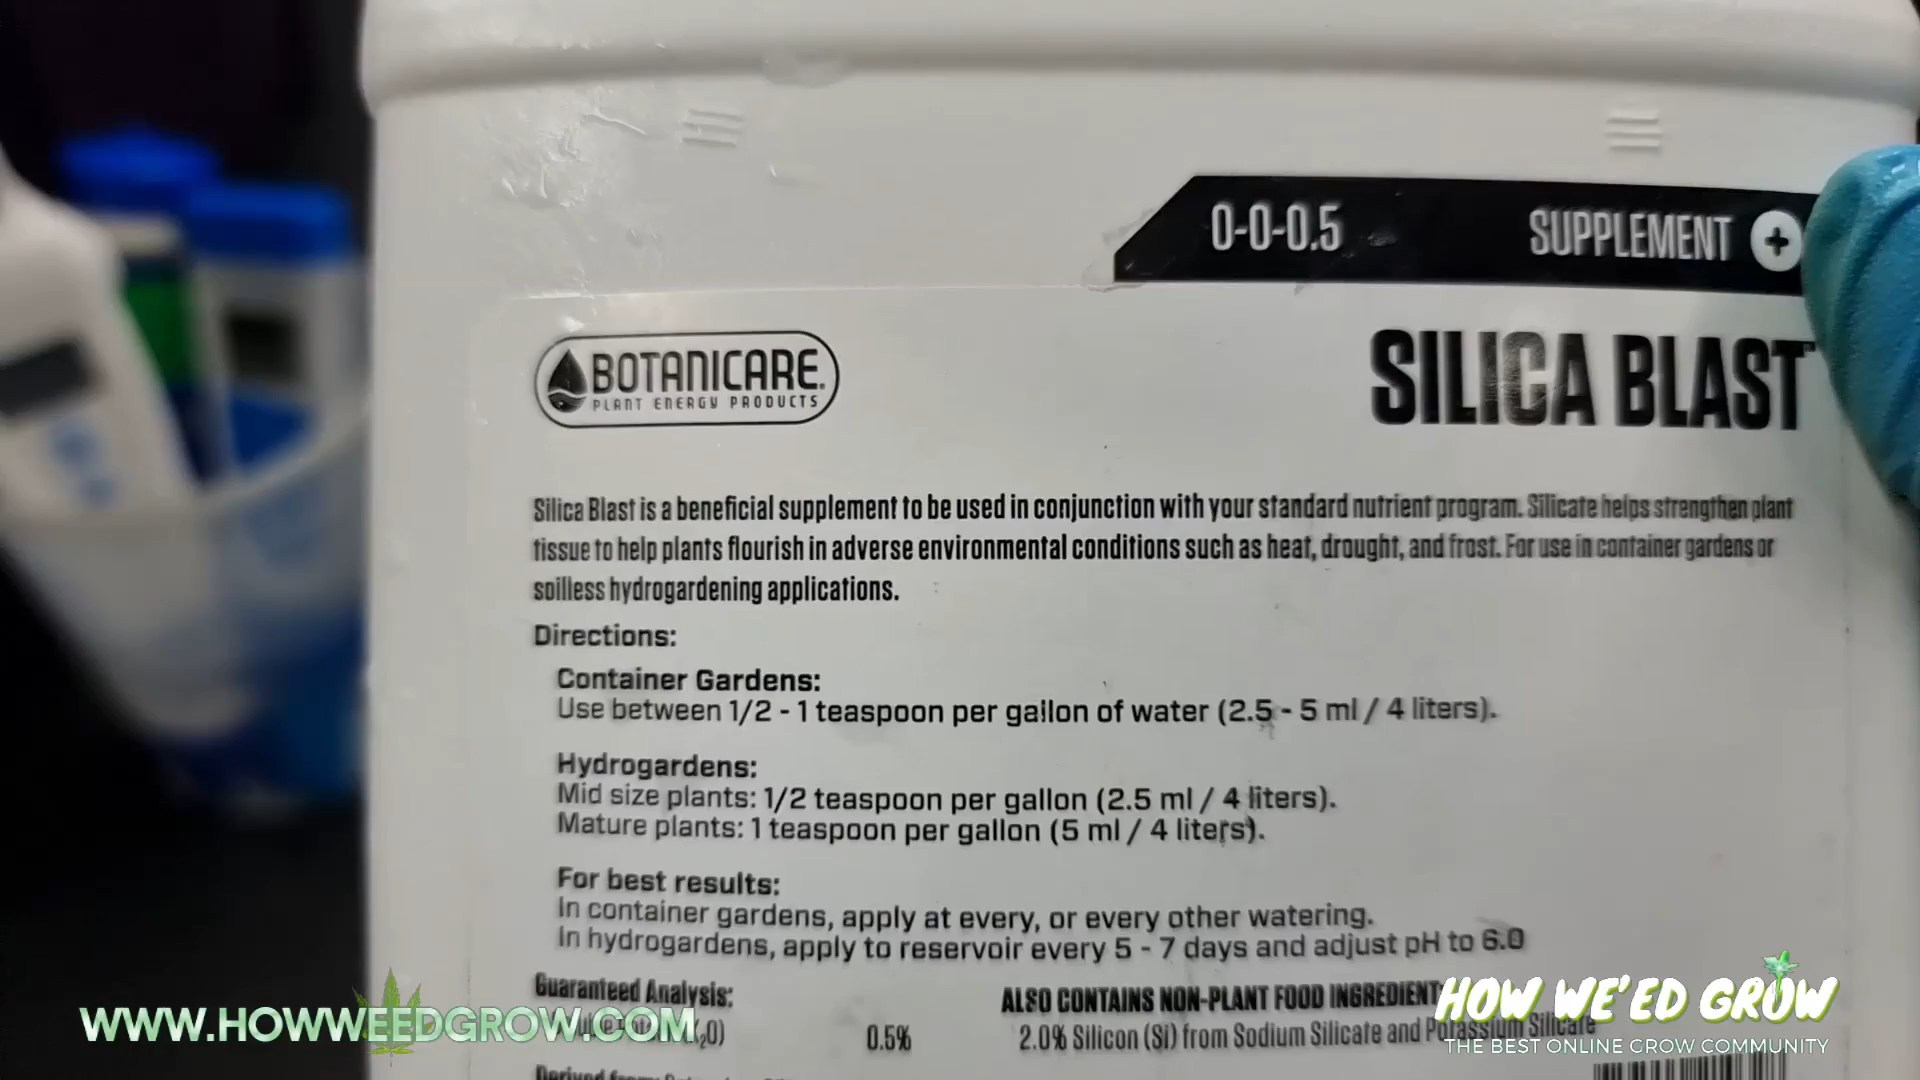 0-0-0.5 SUPPLEMENT +
BOTANICARE.
PLANT ENERGY PRODUCTS
SILICA BLAST
Silica Blast is a beneficial supplement to be used in conjunction with your standard nutrient program. Silicate helps strengthen plant
tissue to help plants flourish in adverse environmental conditions such as heat, drought, and frost. For use in container gardens or
soilless hydrogardening applications.
Directions:
Container Gardens:
Use between 1/2 - 1 teaspoon per gallon of water (2.5 - 5 ml / 4 liters).
Hydrogardens:
Mid size plants: 1/2 teaspoon per gallon (2.5 ml / 4 liters).
Mature plants: 1 teaspoon per gallon (5 ml / 4 liters).
For best results:
In container gardens, apply at every, or every other watering.
In hydrogardens, apply to reservoir every 5 - 7 days and adjust pH to 6.0
Guaranteed Analysis:
0.5%
ALSO CONTAINS NON-PLANT FOOD INGREDIENT
2.0% Silicon (Si) from Sodium Silicate and Potassium Silicate
WWW.HOWWEEDGROW.COM
HOW WE'ED GROW
THE BEST ONLINE GROW COMMUNITY